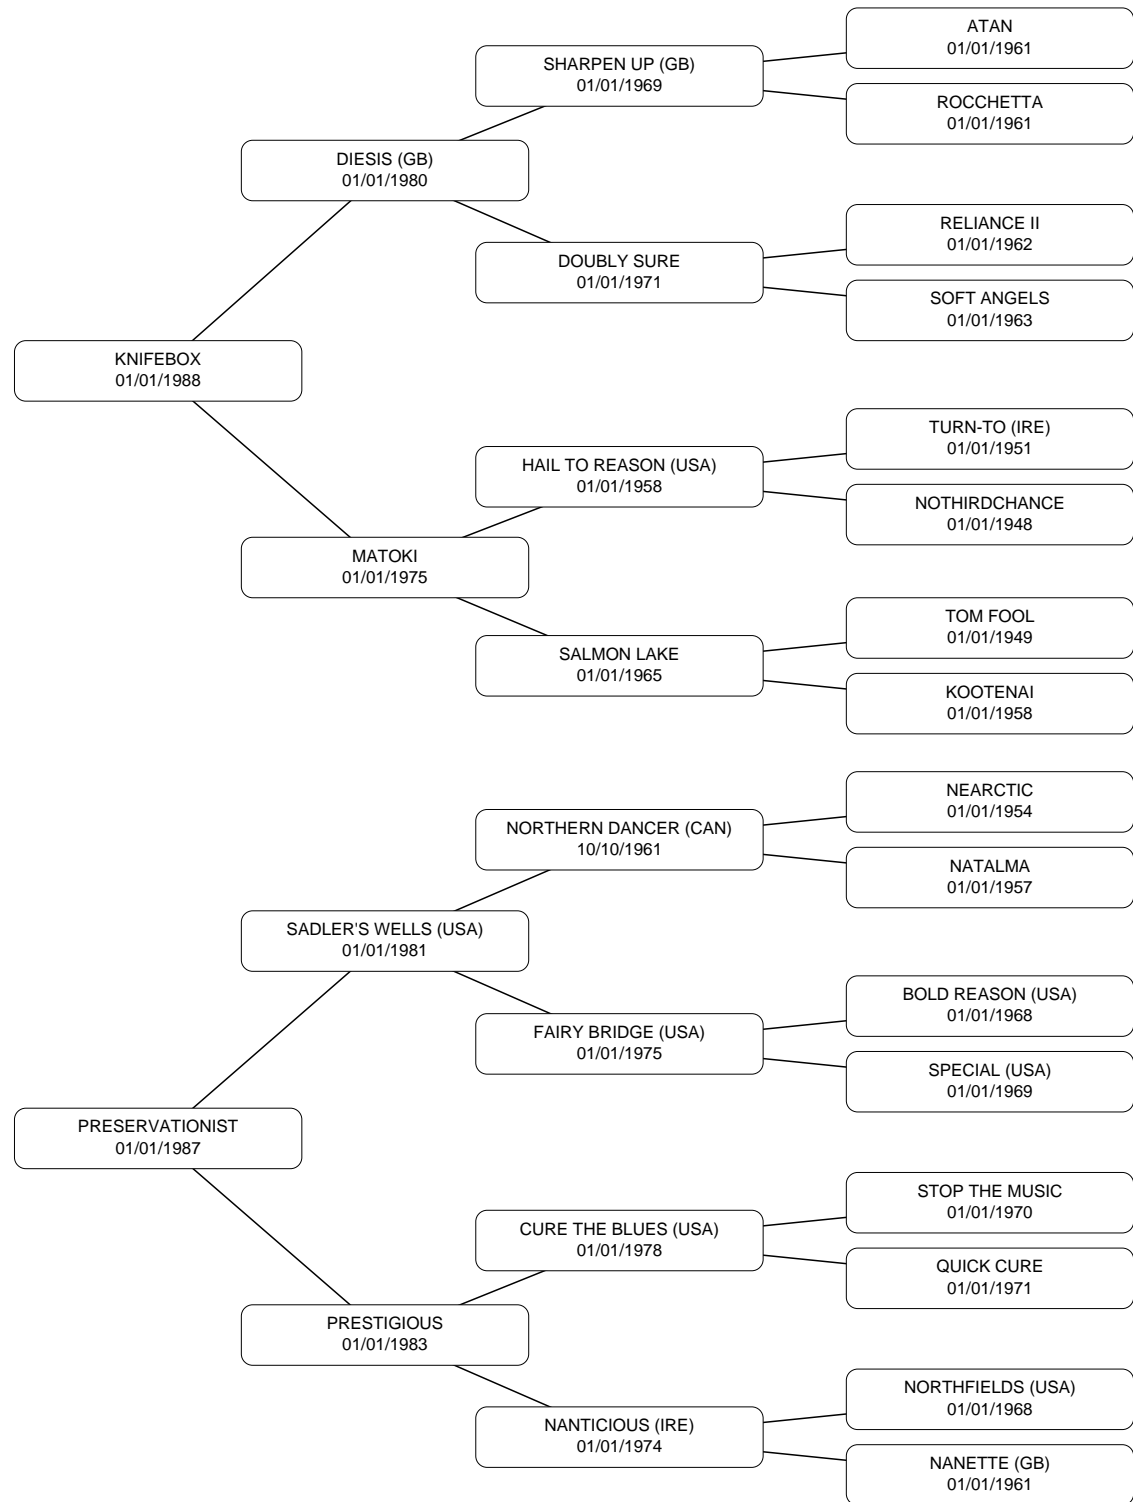 ATAN
01/01/1961
SHARPEN UP (GB)
01/01/1969
ROCCHETTA
01/01/1961
DIESIS (GB)
01/01/1980
RELIANCE II
01/01/1962
DOUBLY SURE
01/01/1971
SOFT ANGELS
01/01/1963
KNIFEBOX
01/01/1988
TURN-TO (IRE)
01/01/1951
HAIL TO REASON (USA)
01/01/1958
NOTHIRDCHANCE
01/01/1948
MATOKI
01/01/1975
TOM FOOL
01/01/1949
SALMON LAKE
01/01/1965
KOOTENAI
01/01/1958
NEARCTIC
01/01/1954
NORTHERN DANCER (CAN)
10/10/1961
NATALMA
01/01/1957
SADLER'S WELLS (USA)
01/01/1981
BOLD REASON (USA)
01/01/1968
FAIRY BRIDGE (USA)
01/01/1975
SPECIAL (USA)
01/01/1969
PRESERVATIONIST
01/01/1987
STOP THE MUSIC
01/01/1970
CURE THE BLUES (USA)
01/01/1978
QUICK CURE
01/01/1971
PRESTIGIOUS
01/01/1983
NORTHFIELDS (USA)
01/01/1968
NANTICIOUS (IRE)
01/01/1974
NANETTE (GB)
01/01/1961